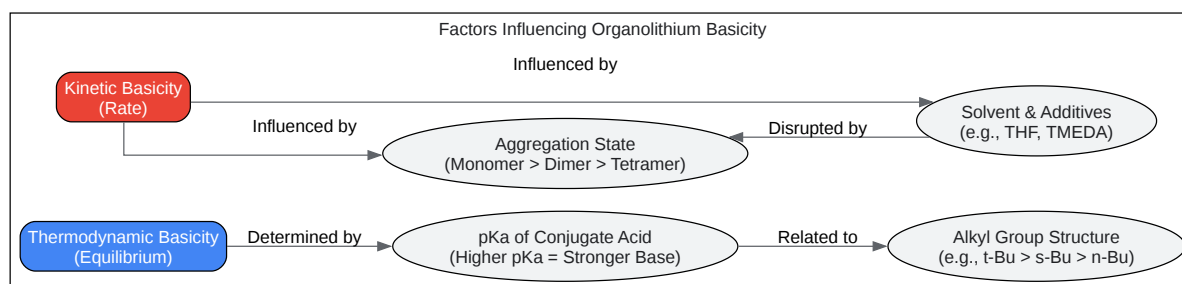 Factors Influencing Organolithium Basicity
Influenced by
Kinetic Basicity
(Rate)
Solvent & Additives
(e.g., THF, TMEDA)
Influenced by
Disrupted by
Aggregation State
(Monomer > Dimer > Tetramer)
Thermodynamic Basicity
(Equilibrium)
Determined by
pKa of Conjugate Acid
(Higher pKa = Stronger Base)
Related to
Alkyl Group Structure
(e.g., t-Bu > s-Bu > n-Bu)